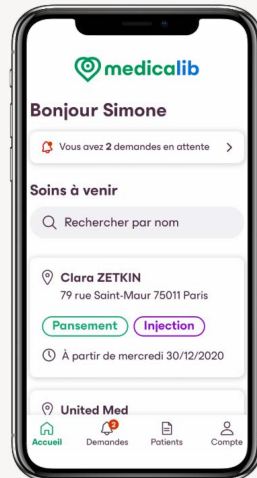 medicalib
Bonjour Simone
Vous avez 2 demandes en attente
Soins à venir
Rechercher par nom
Clara ZETKIN
79 rue Saint-Maur 75011 Paris
Pansement Injection
À partir de mercredi 30/12/2020
United Med
2
Accueil Demandes Patients Compte